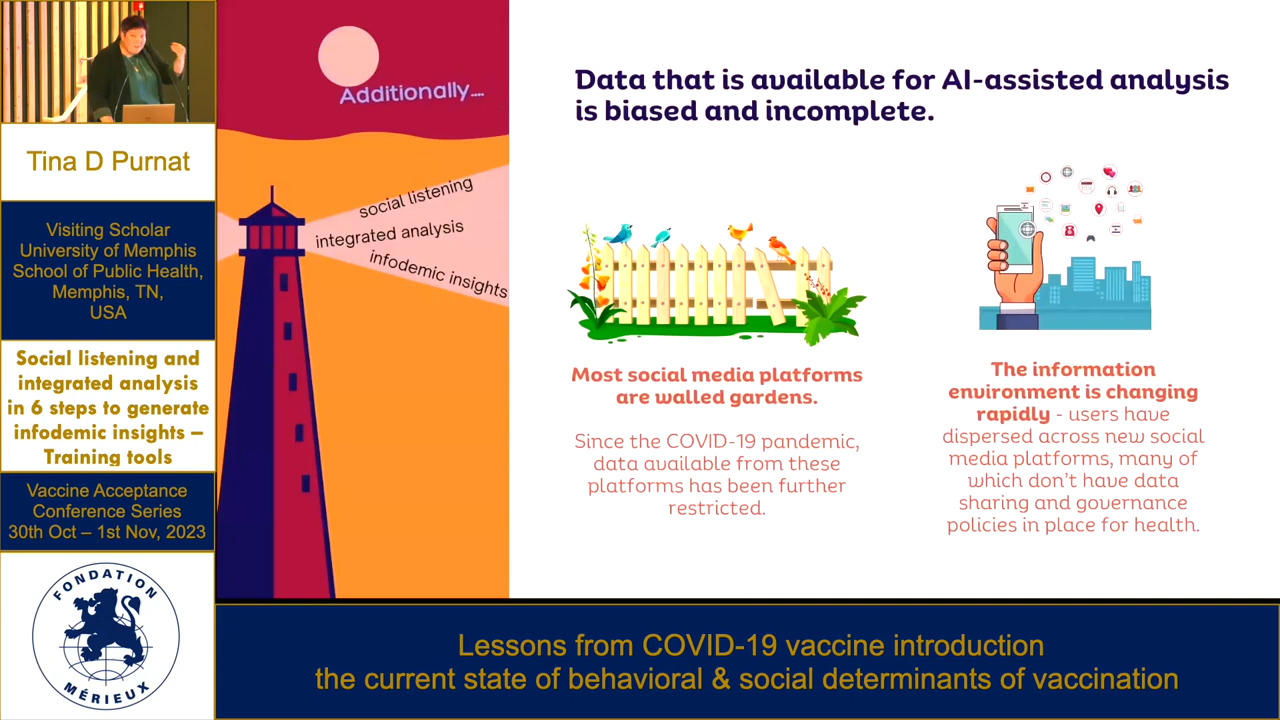 Tina D Purnat
Visiting Scholar
University of Memphis
School of Public Health,
Memphis, TN,
USA
Social listening and
integrated analysis
in 6 steps to generate
infodemic insights –
Training tools
Vaccine Acceptance
Conference Series
30th Oct – 1st Nov, 2023
FONDATION
MÉRIEUX
Additionally....
social listening
integrated analysis
infodemic insights
Data that is available for AI-assisted analysis
is biased and incomplete.
Most social media platforms
are walled gardens.
Since the COVID-19 pandemic,
data available from these
platforms has been further
restricted.
The information
environment is changing
rapidly - users have
dispersed across new social
media platforms, many of
which don't have data
sharing and governance
policies in place for health.
Lessons from COVID-19 vaccine introduction
the current state of behavioral & social determinants of vaccination